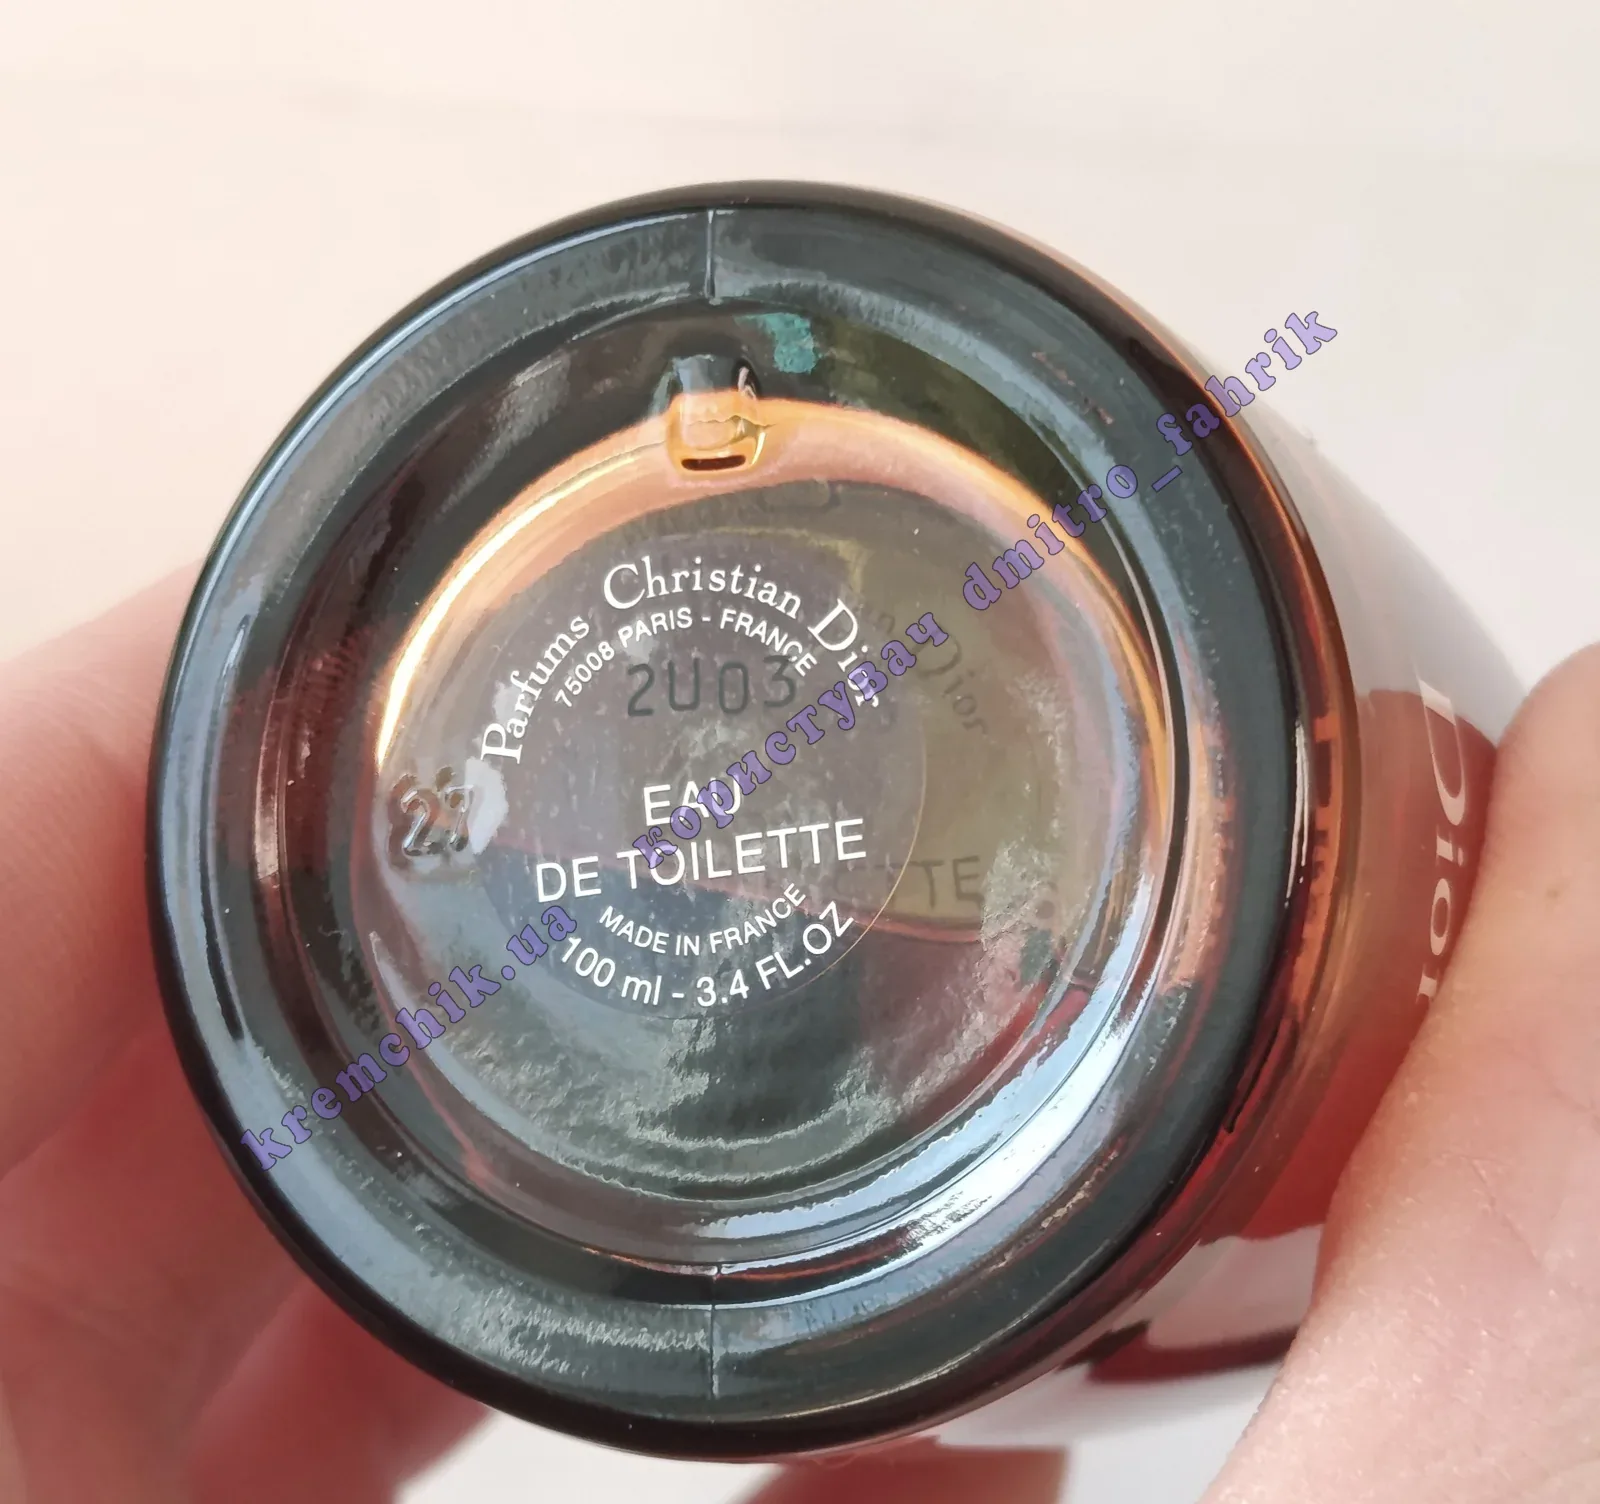 Parfums Christian Dior
75008 PARIS - FRANCE
2U03
27
EAU
DE TOILETTE
MADE IN FRANCE
100 ml - 3.4 FL.OZ
Dior
kremchik.ua користувач dmitro_fahrik